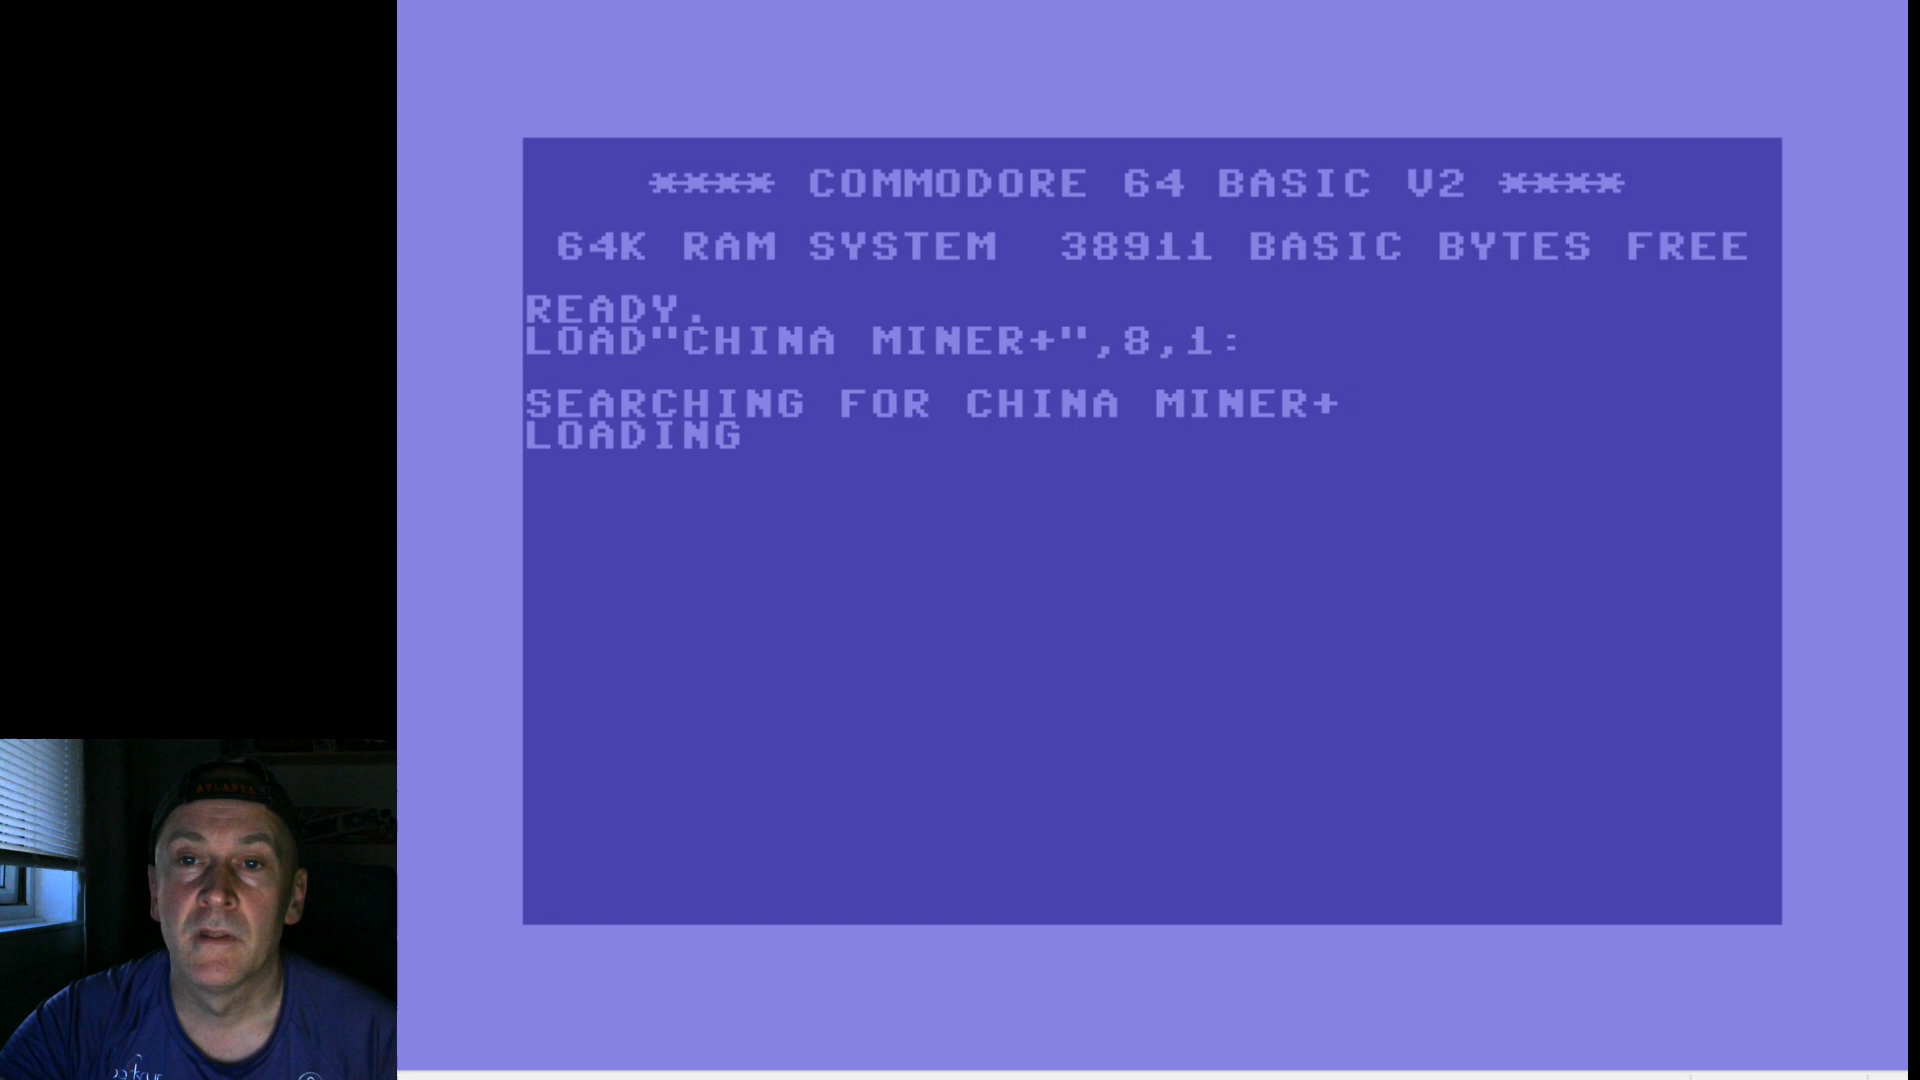 **** COMMODORE 64 BASIC V2 ****
64K RAM SYSTEM  38911 BASIC BYTES FREE
READY.
LOAD"CHINA MINER+",8,1:
SEARCHING FOR CHINA MINER+
LOADING
ATLANTA